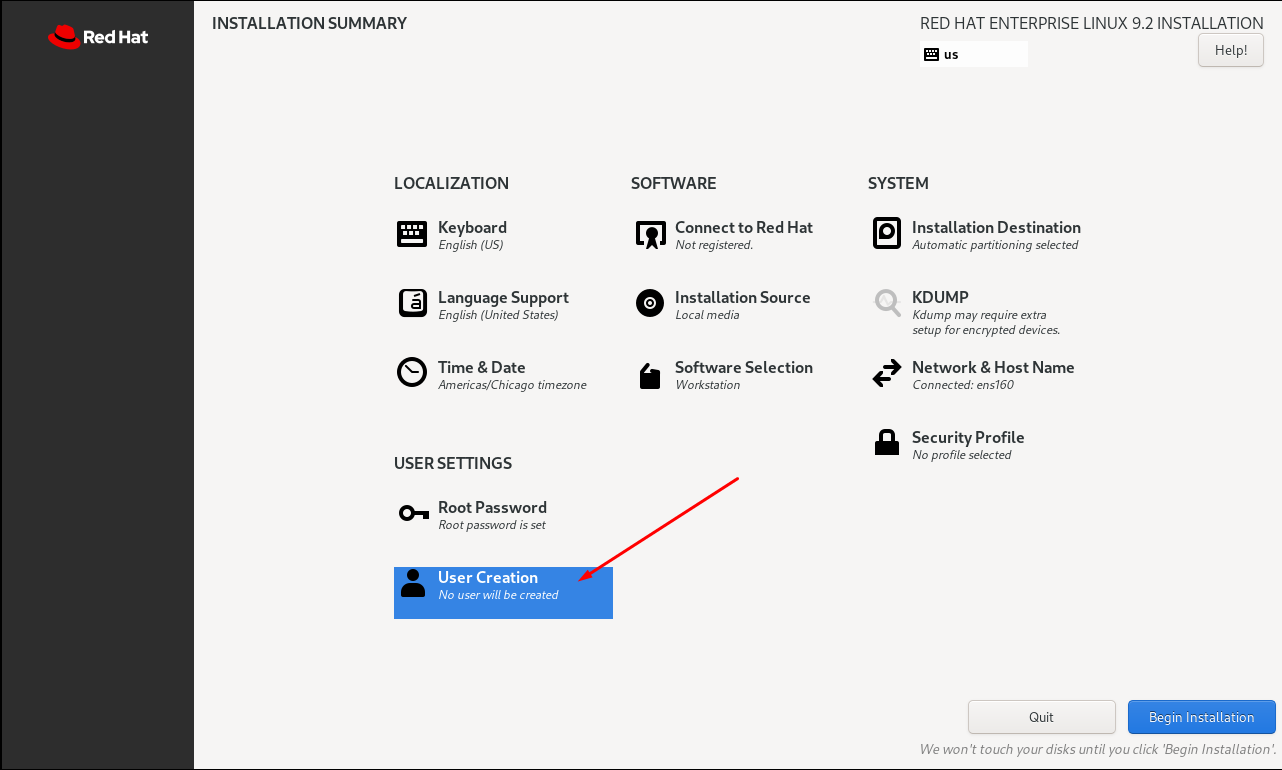 Red Hat
INSTALLATION SUMMARY
RED HAT ENTERPRISE LINUX 9.2 INSTALLATION
us
Help!
LOCALIZATION
Keyboard
English (US)
Language Support
English (United States)
Time & Date
Americas/Chicago timezone
SOFTWARE
Connect to Red Hat
Not registered.
Installation Source
Local media
Software Selection
Workstation
SYSTEM
Installation Destination
Automatic partitioning selected
KDUMP
Kdump may require extra
setup for encrypted devices.
Network & Host Name
Connected: ens160
Security Profile
No profile selected
USER SETTINGS
Root Password
Root password is set
User Creation
No user will be created
Quit
Begin Installation
We won't touch your disks until you click 'Begin Installation'.